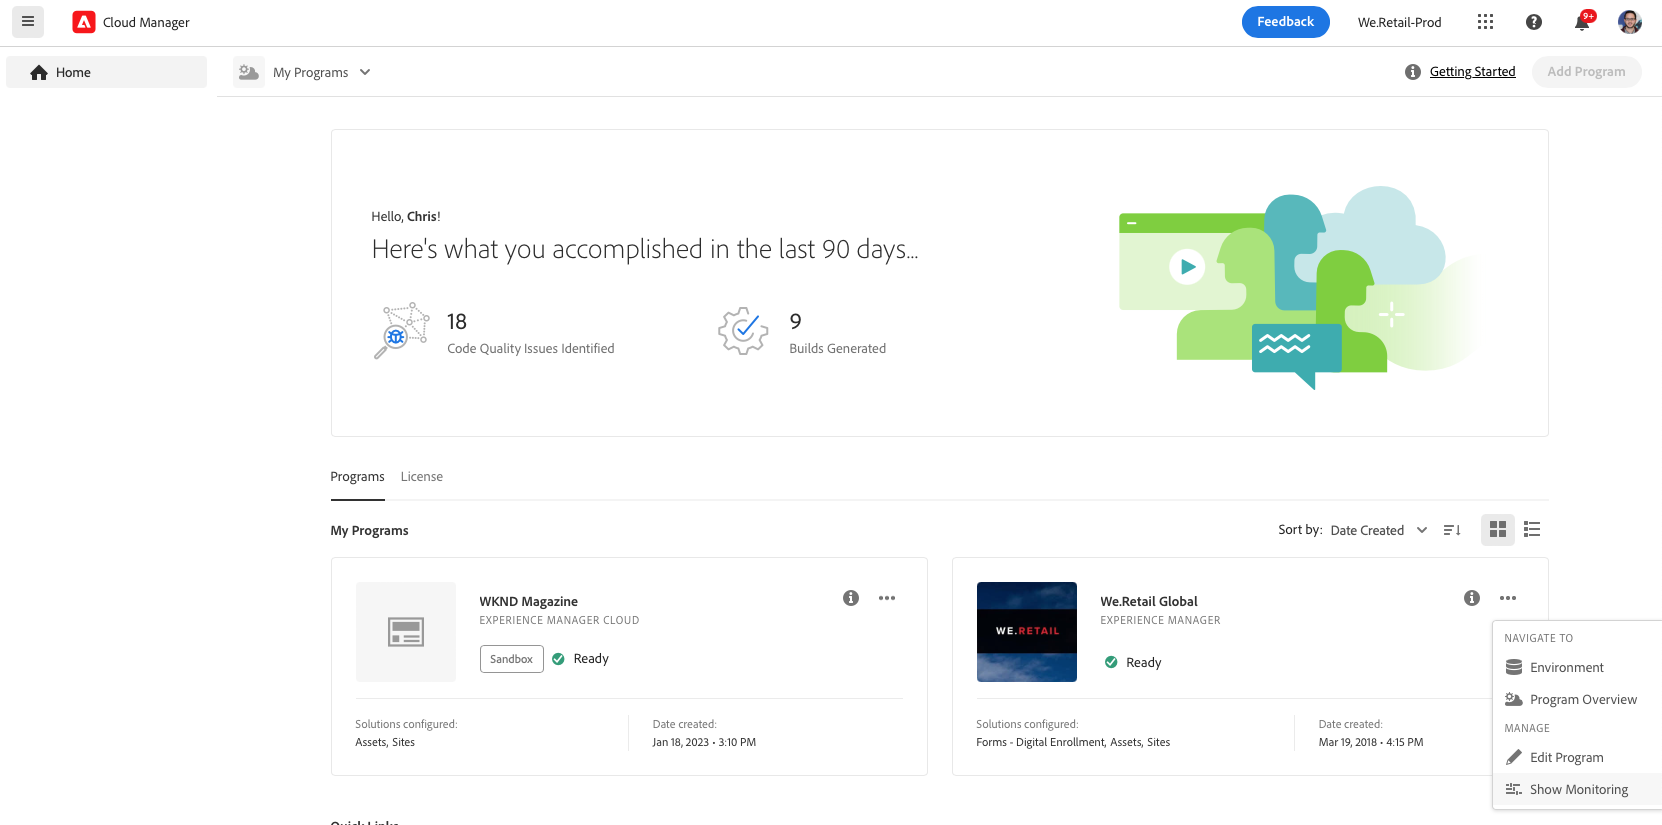 Cloud Manager
Feedback
We.Retail-Prod
9+
Home
My Programs
Getting Started
Add Program
Hello, Chris!
Here's what you accomplished in the last 90 days...
18
Code Quality Issues Identified
9
Builds Generated
Programs
License
My Programs
Sort by: Date Created
WKND Magazine
EXPERIENCE MANAGER CLOUD
Sandbox
Ready
Solutions configured:
Assets, Sites
Date created:
Jan 18, 2023 • 3:10 PM
WE.RETAIL
We.Retail Global
EXPERIENCE MANAGER
Ready
Solutions configured:
Forms - Digital Enrollment, Assets, Sites
Date created:
Mar 19, 2018 • 4:15 PM
NAVIGATE TO
Environment
Program Overview
MANAGE
Edit Program
Show Monitoring
Quick Links